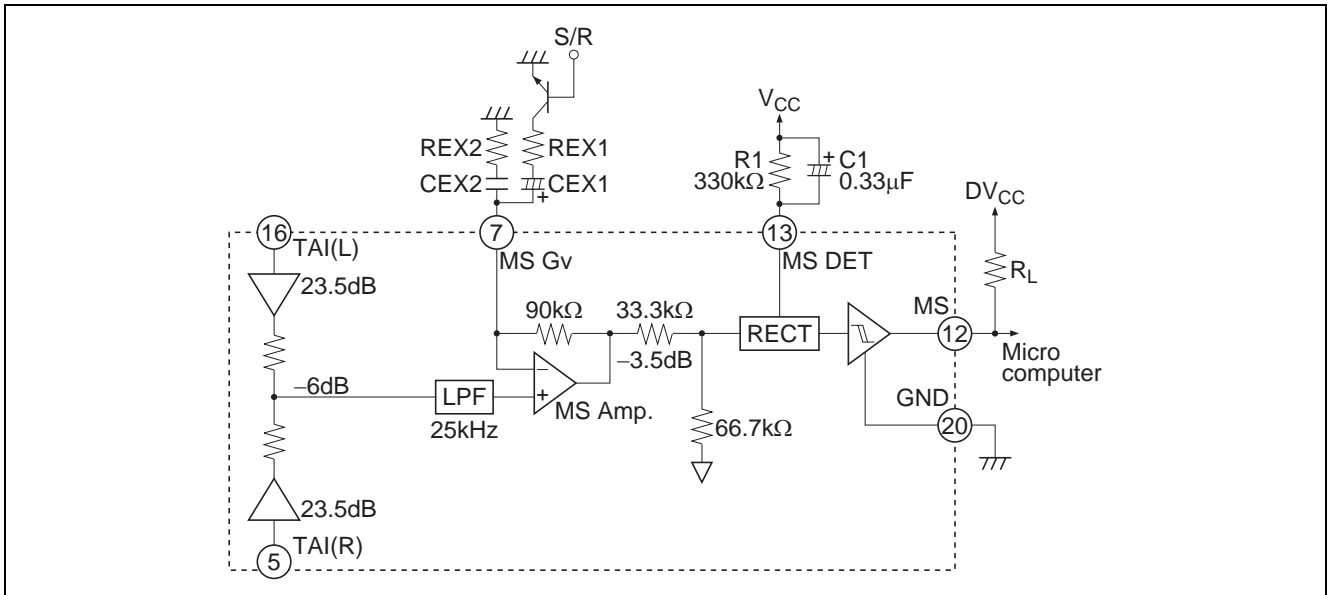 S/R
VCC
REX2
REX1
R1
330kΩ
C1
0.33μF
CEX2
CEX1
+
+
DVCC
16
TAI(L)
7
MS Gv
13
MS DET
RL
23.5dB
90kΩ
33.3kΩ
–3.5dB
RECT
MS
12
Micro
computer
–6dB
LPF
25kHz
–
+
MS Amp.
66.7kΩ
GND
20
23.5dB
TAI(R)
5